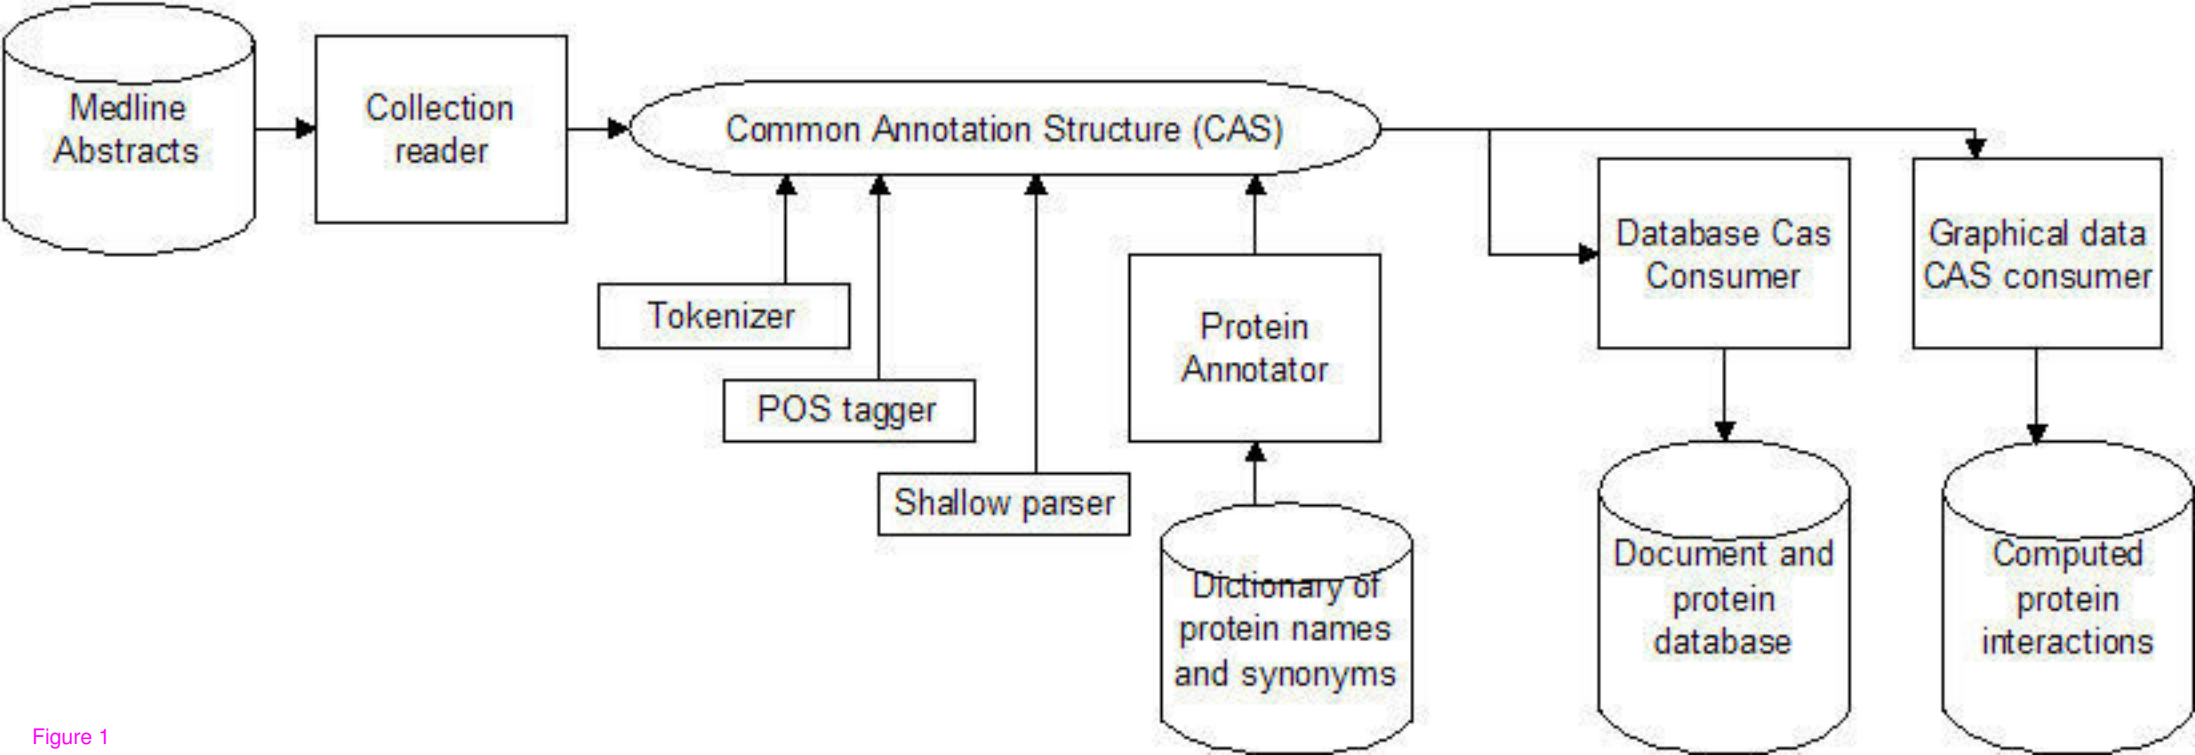 Medline
Abstracts
Collection
reader
Common Annotation Structure (CAS)
Tokenizer
POS tagger
Shallow parser
Protein
Annotator
Dictionary of
protein names
and synonyms
Database Cas
Consumer
Graphical data
CAS consumer
Document and
protein
database
Computed
protein
interactions
Figure 1